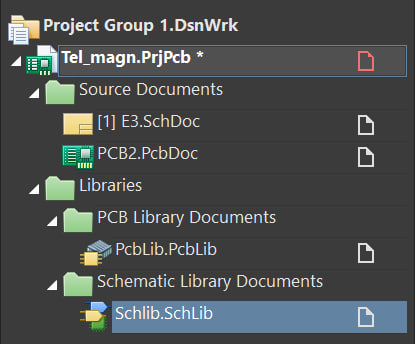 Project Group 1.DsnWrk
Tel_magn.PrjPcb *
Source Documents
[1] E3.SchDoc
PCB2.PcbDoc
Libraries
PCB Library Documents
PcbLib.PcbLib
Schematic Library Documents
Schlib.SchLib